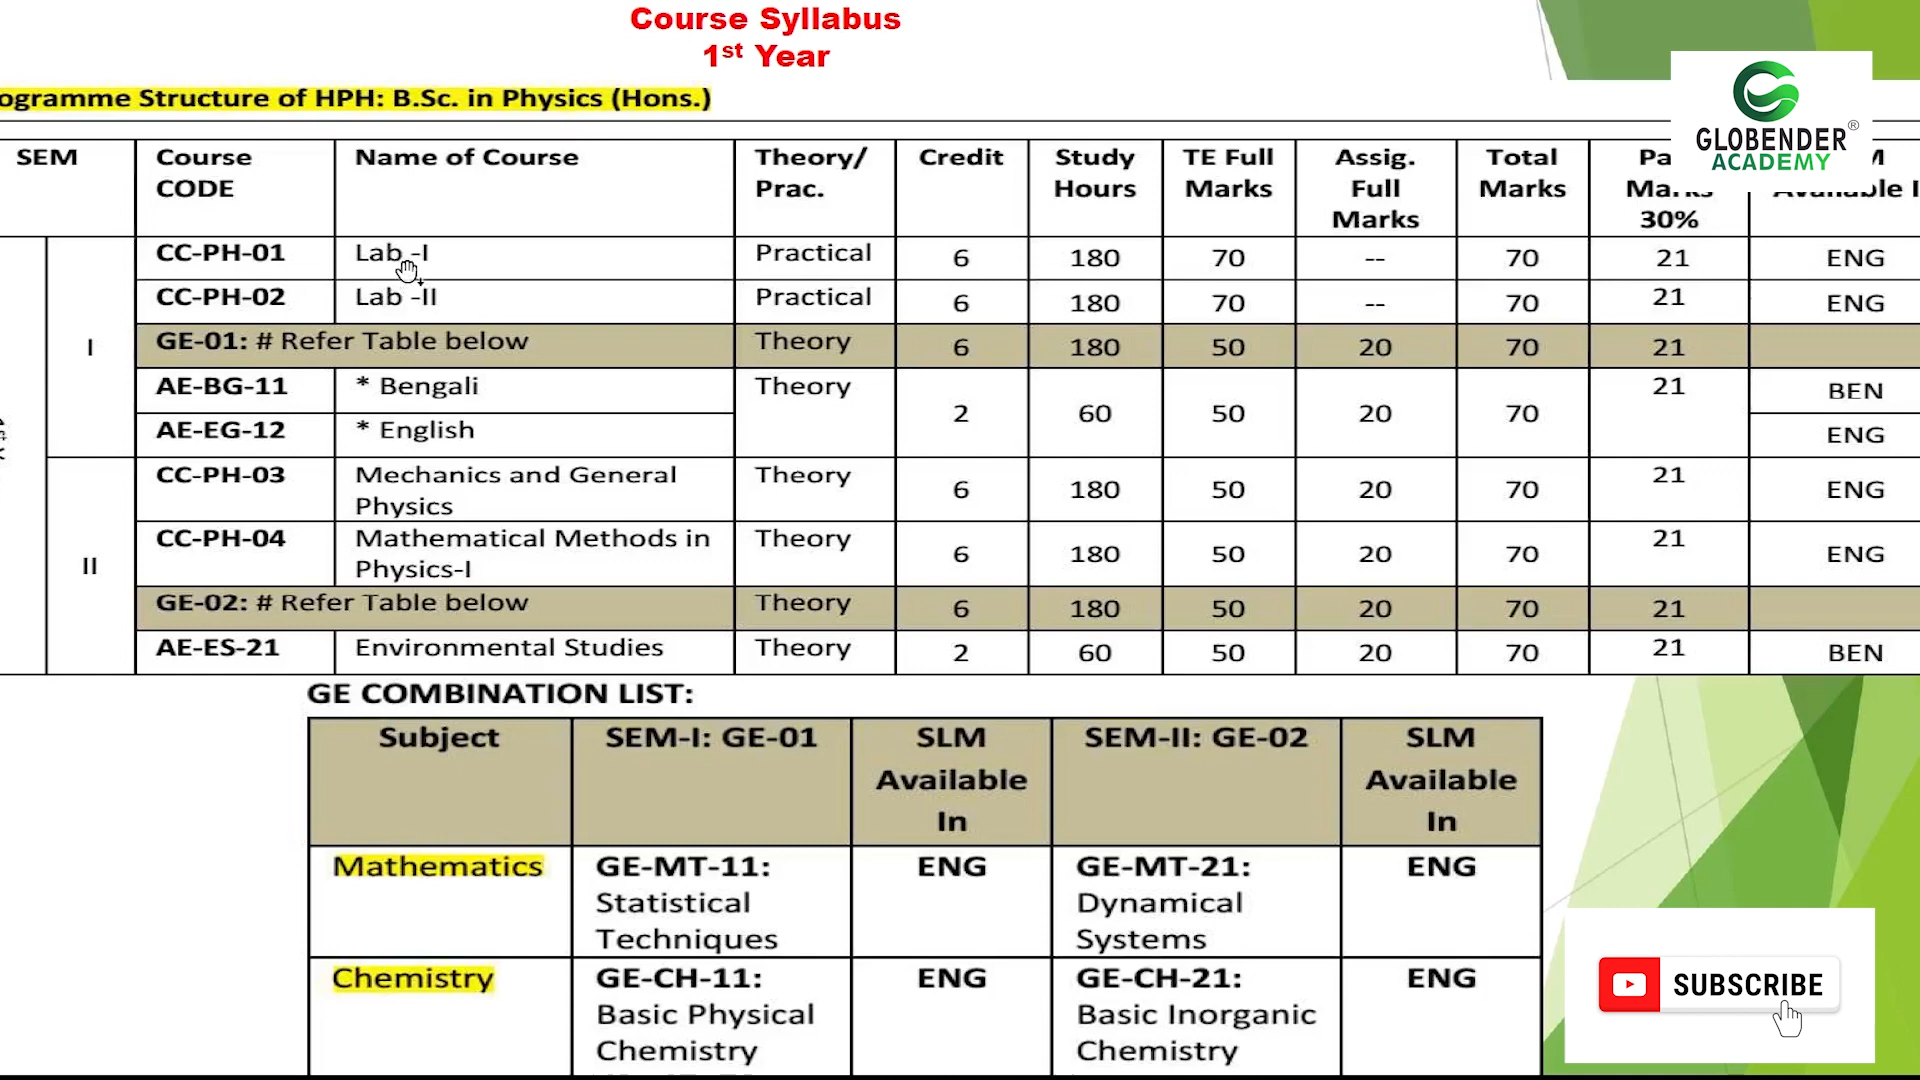 Course Syllabus
1st Year
ogramme Structure of HPH: B.Sc. in Physics (Hons.)
GLOBENDER®
ACADEMY
SEM Course CODE Name of Course Theory/ Prac. Credit Study Hours TE Full Marks Assig. Full Marks Total Marks Marks 30%
I
CC-PH-01 Lab -I Practical 6 180 70 -- 70 21 ENG
CC-PH-02 Lab -II Practical 6 180 70 -- 70 21 ENG
GE-01: # Refer Table below Theory 6 180 50 20 70 21
AE-BG-11 * Bengali Theory 2 60 50 20 70 21 BEN
AE-EG-12 * English ENG
II
CC-PH-03 Mechanics and General Physics Theory 6 180 50 20 70 21 ENG
CC-PH-04 Mathematical Methods in Physics-I Theory 6 180 50 20 70 21 ENG
GE-02: # Refer Table below Theory 6 180 50 20 70 21
AE-ES-21 Environmental Studies Theory 2 60 50 20 70 21 BEN
GE COMBINATION LIST:
Subject SEM-I: GE-01 SLM Available In SEM-II: GE-02 SLM Available In
Mathematics GE-MT-11: Statistical Techniques ENG GE-MT-21: Dynamical Systems ENG
Chemistry GE-CH-11: Basic Physical Chemistry ENG GE-CH-21: Basic Inorganic Chemistry ENG
SUBSCRIBE